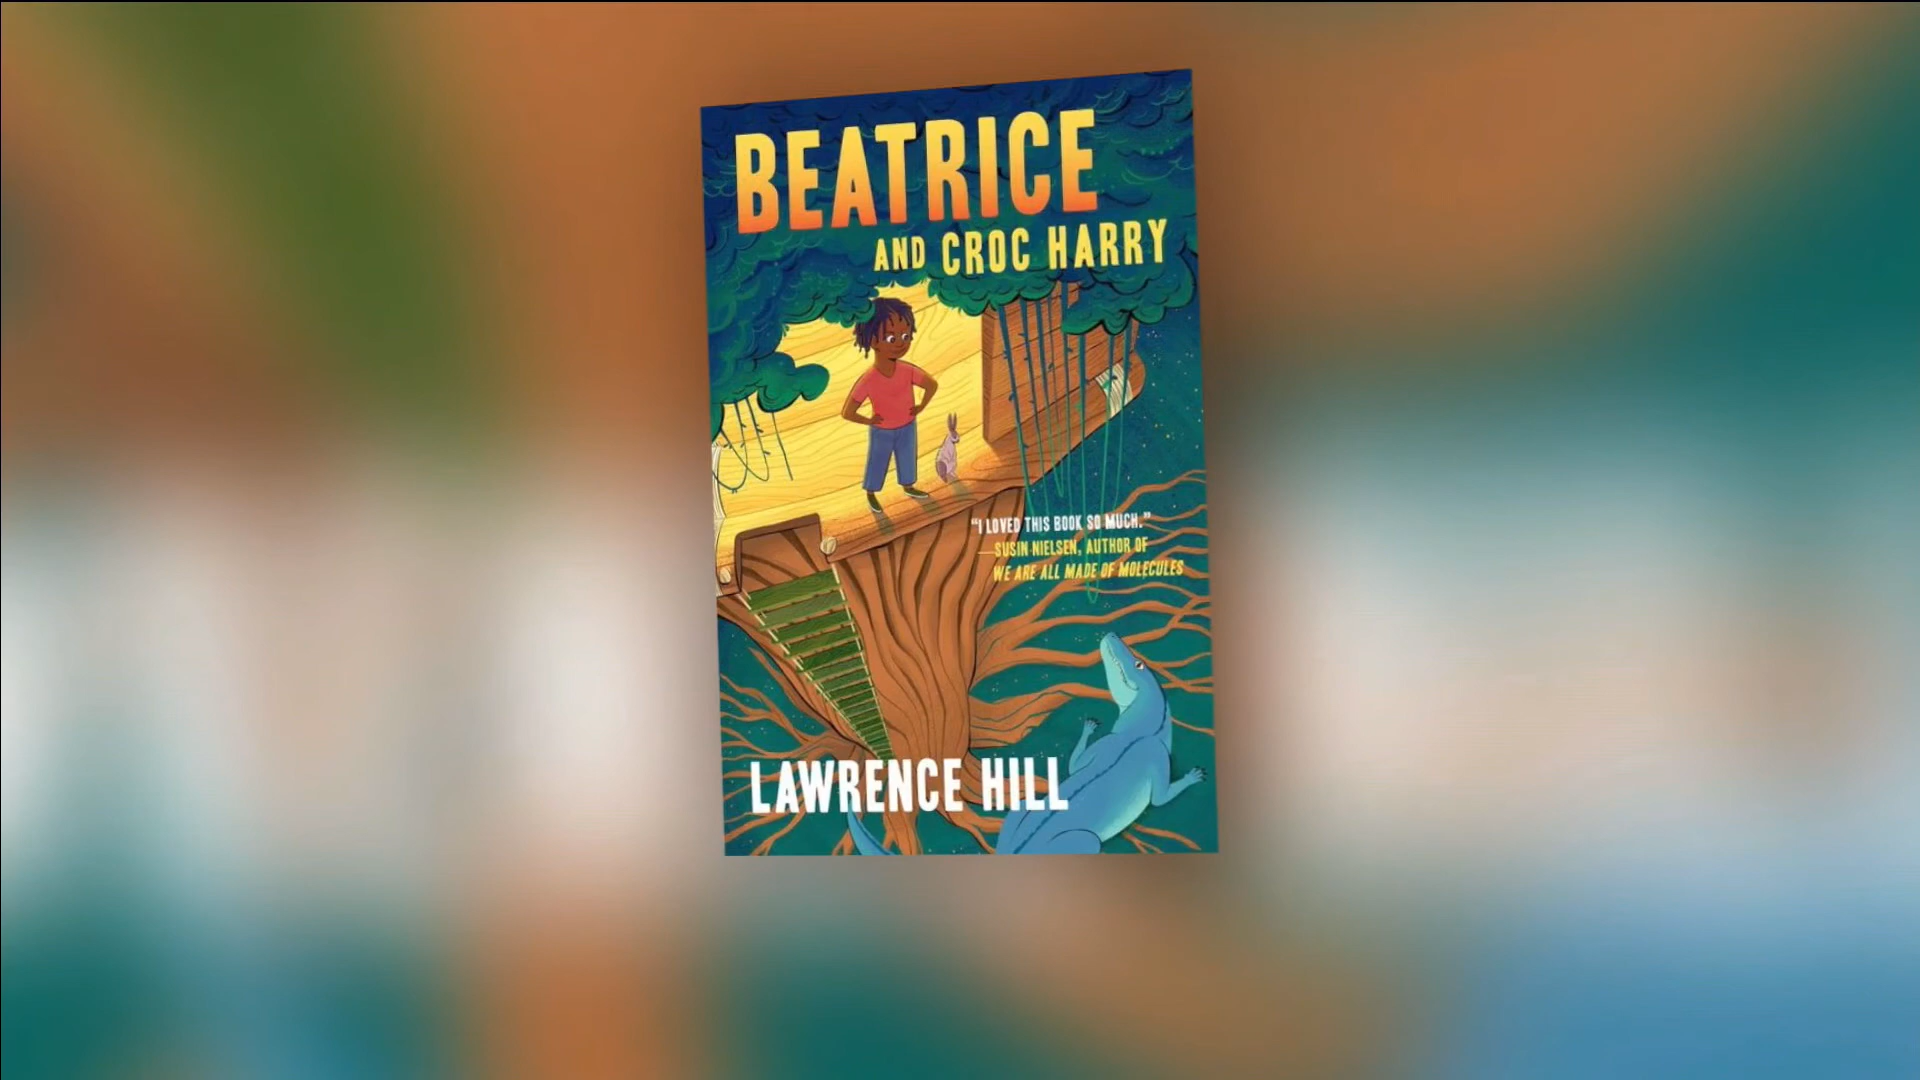 BEATRICE
AND CROC HARRY
“I LOVED THIS BOOK SO MUCH.”
—SUSIN NIELSEN, AUTHOR OF
WE ARE ALL MADE OF MOLECULES
LAWRENCE HILL